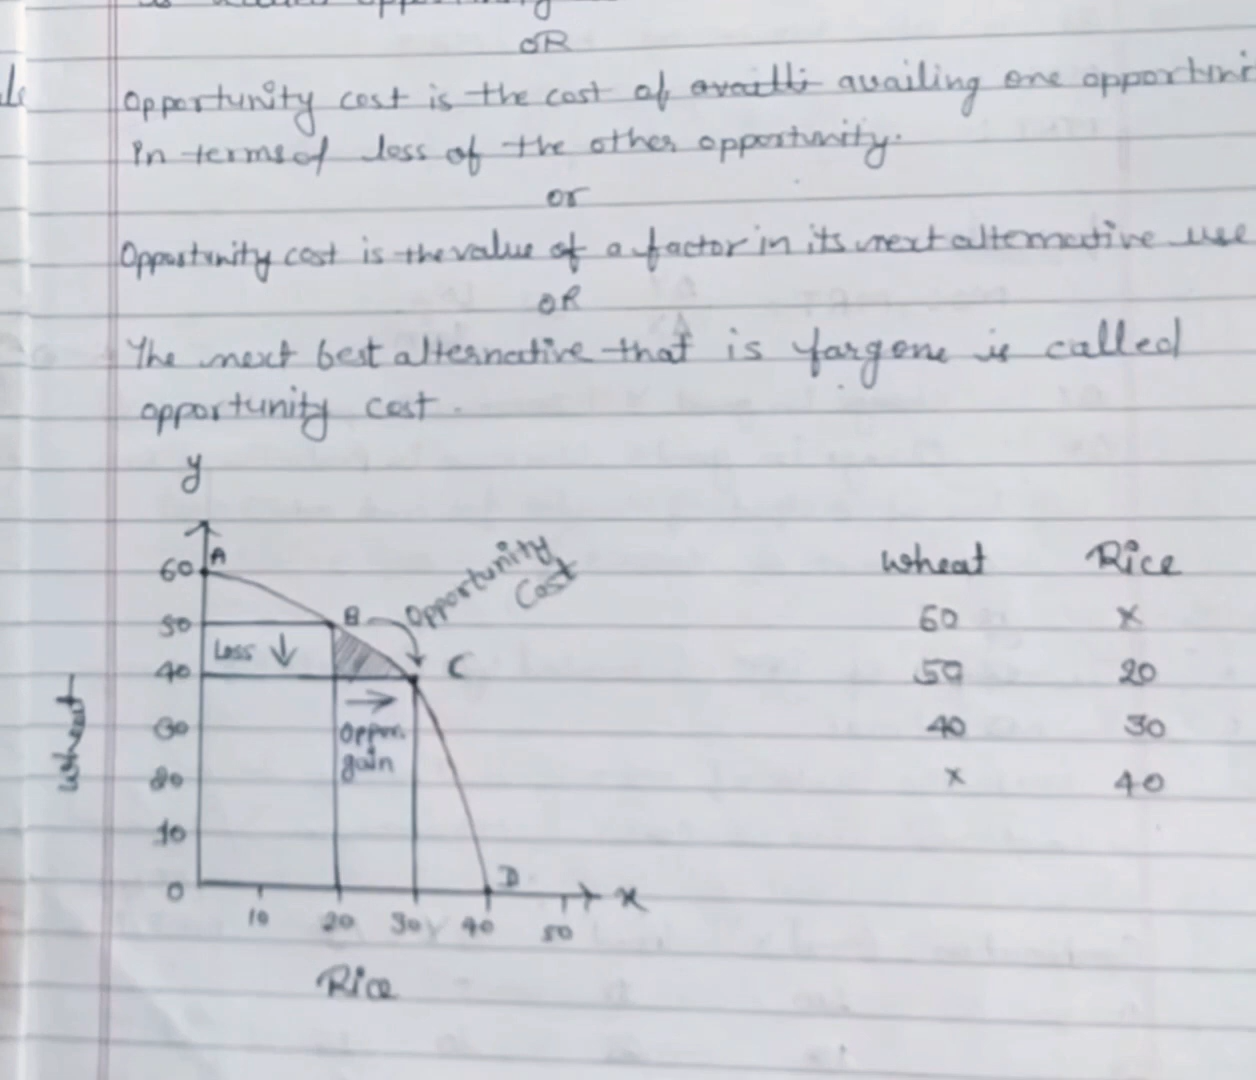 OR
Opportunity cost is the cost of availli availing one opportuni
in terms of loss of the other opportunity.
or
Opportunity cost is the value of a factor in its next alternative use
OR
The next best alternative that is fargone is called
opportunity cost.
y
60 A
50 B Opportunity Cost
Loss ↓
40 C
→
30 Oppor.
gain
20
10
0 D x
10 20 30 40 50
Wheat
Rice
Wheat Rice
60 x
50 20
40 30
x 40